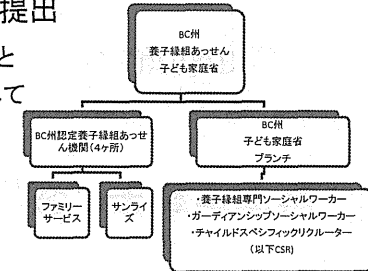 提出
と
して
BC州
養子縁組あっせん
子ども家庭省
BC州認定養子縁組あっせ
ん機関(4ヶ所)
BC州
子ども家庭省
ブランチ
ファミリー
サービス
サンライ
ズ
・養子縁組専門ソーシャルワーカー
・ガーディアンシップソーシャルワーカー
・チャイルドスペシフィックリクルーター
(以下CSR)